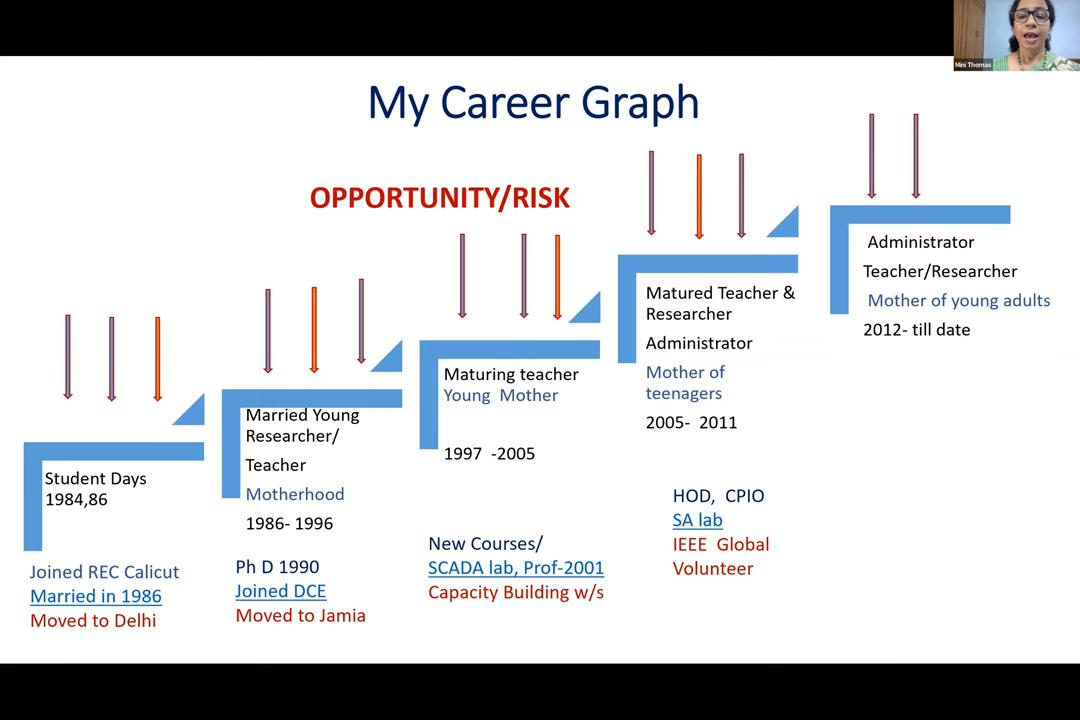 Mini Thomas
My Career Graph
OPPORTUNITY/RISK
Student Days
1984,86
Joined REC Calicut
Married in 1986
Moved to Delhi
Married Young
Researcher/
Teacher
Motherhood
1986- 1996
Ph D 1990
Joined DCE
Moved to Jamia
Maturing teacher
Young Mother
1997 -2005
New Courses/
SCADA lab, Prof-2001
Capacity Building w/s
Matured Teacher &
Researcher
Administrator
Mother of
teenagers
2005- 2011
HOD, CPIO
SA lab
IEEE Global
Volunteer
Administrator
Teacher/Researcher
Mother of young adults
2012- till date